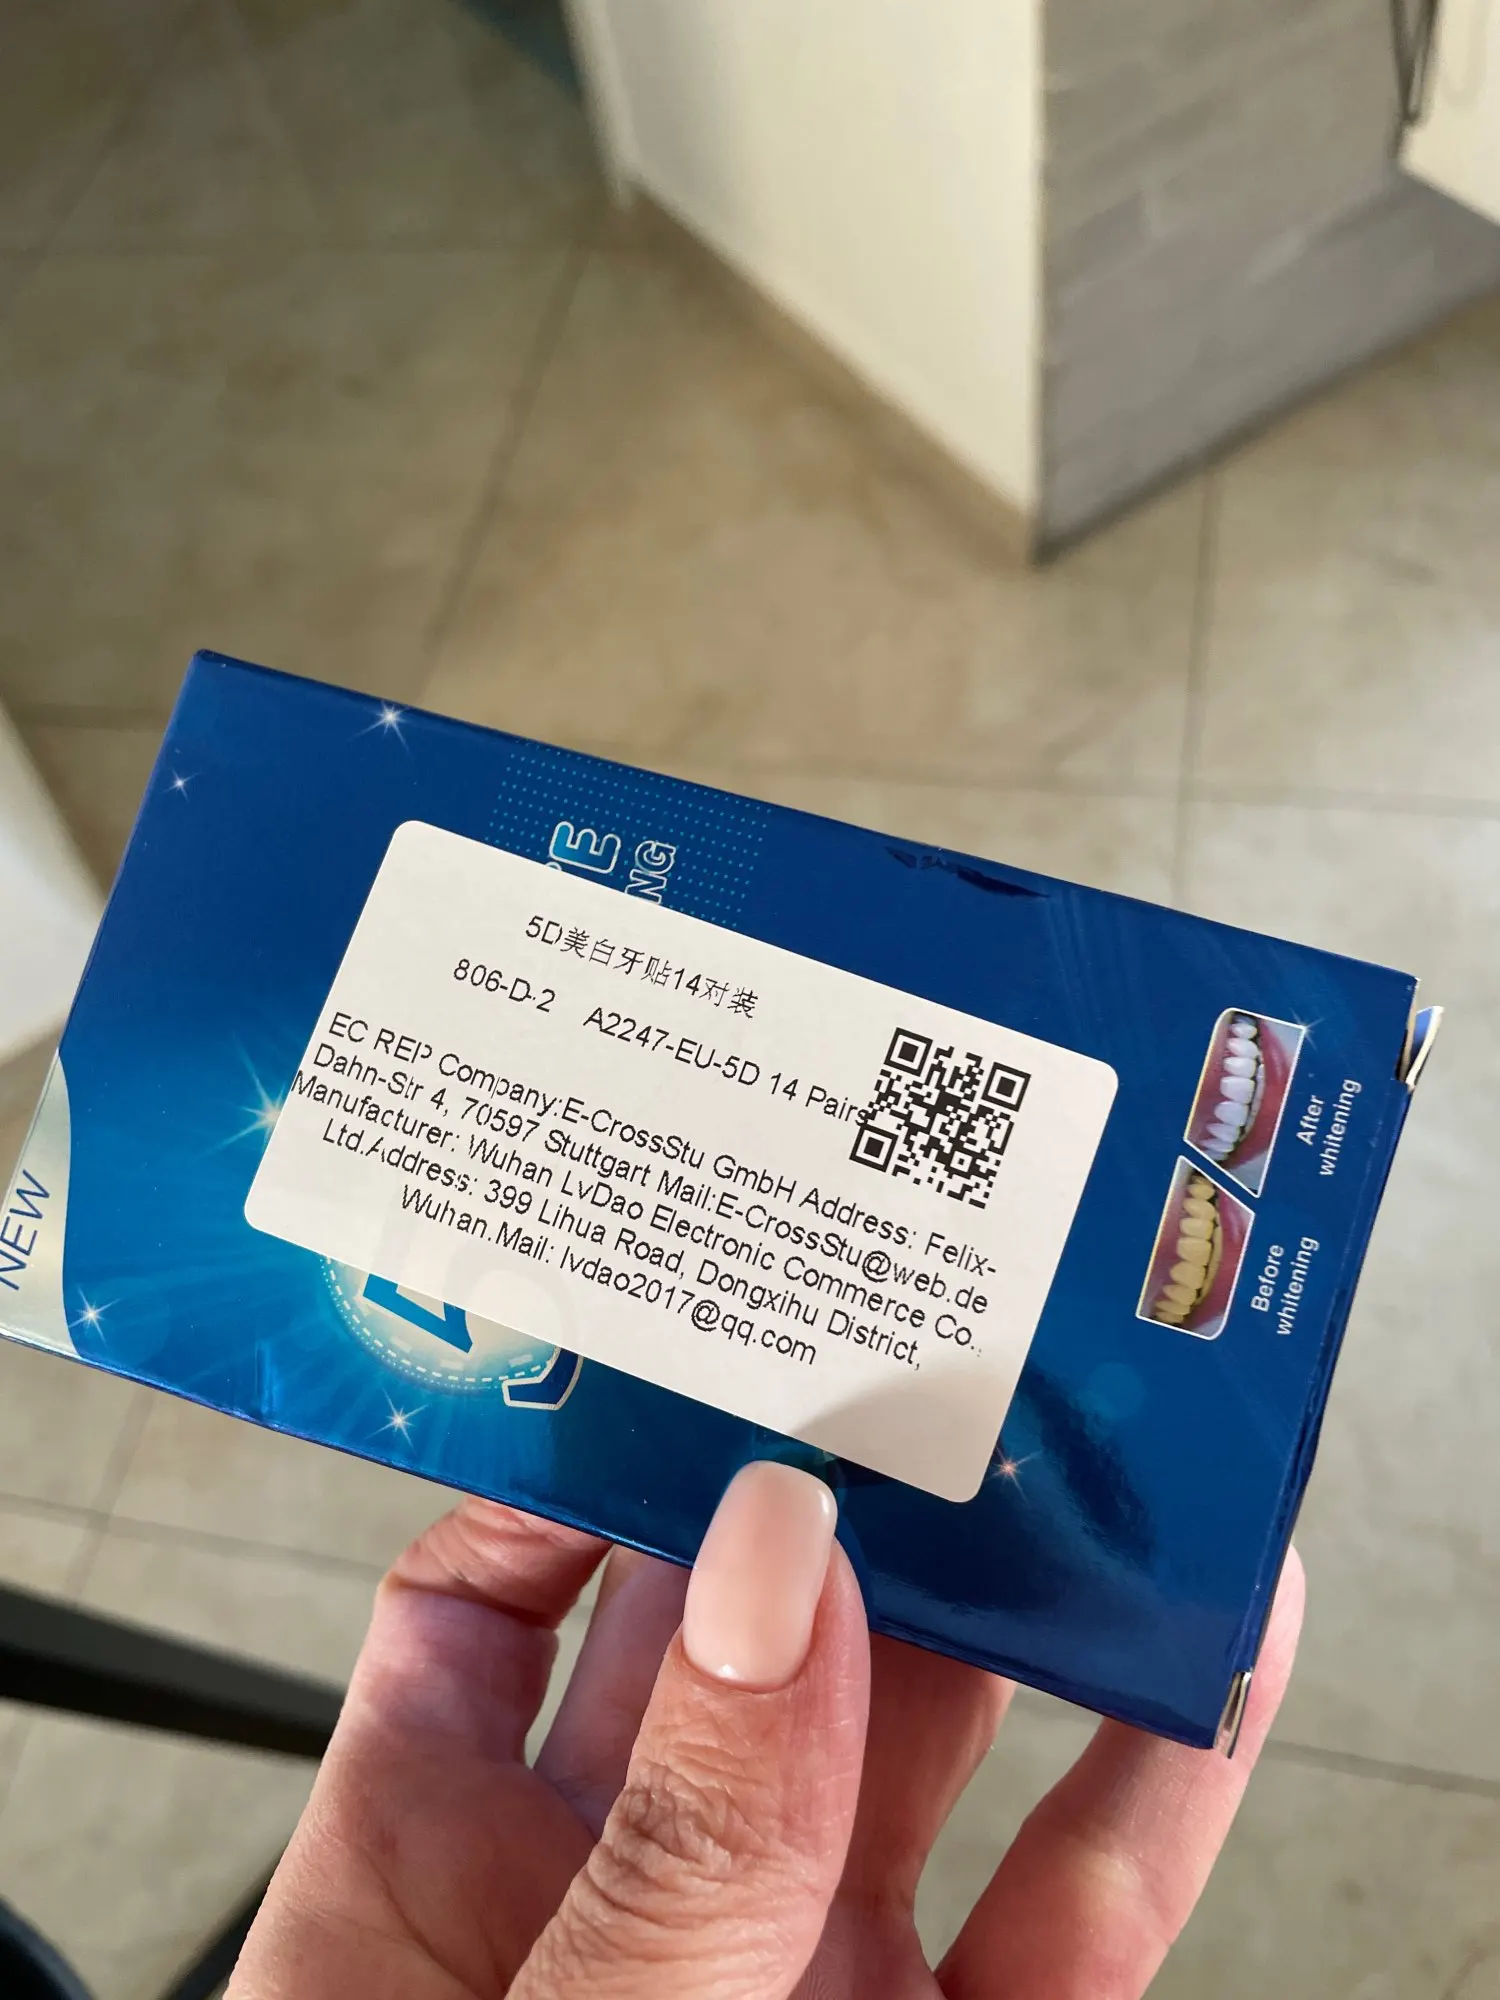 5D美白牙贴14对装
806-D-2 A2247-EU-5D 14 Pairs
EC REP Company:E-CrossStu GmbH Address: Felix-
Dahn-Str 4, 70597 Stuttgart Mail:E-CrossStu@web.de
Manufacturer: Wuhan LvDao Electronic Commerce Co.,
Ltd.Address: 399 Lihua Road, Dongxihu District,
Wuhan.Mail: lvdao2017@qq.com
After
whitening
Before
whitening
NEW